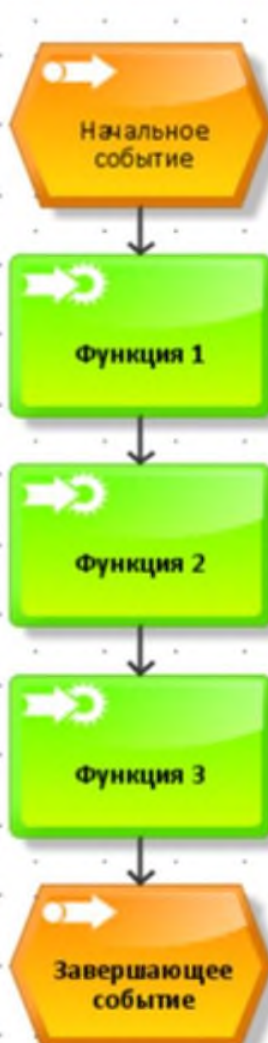 Начальное
событие
Функция 1
Функция 2
Функция 3
Завершающее
событие